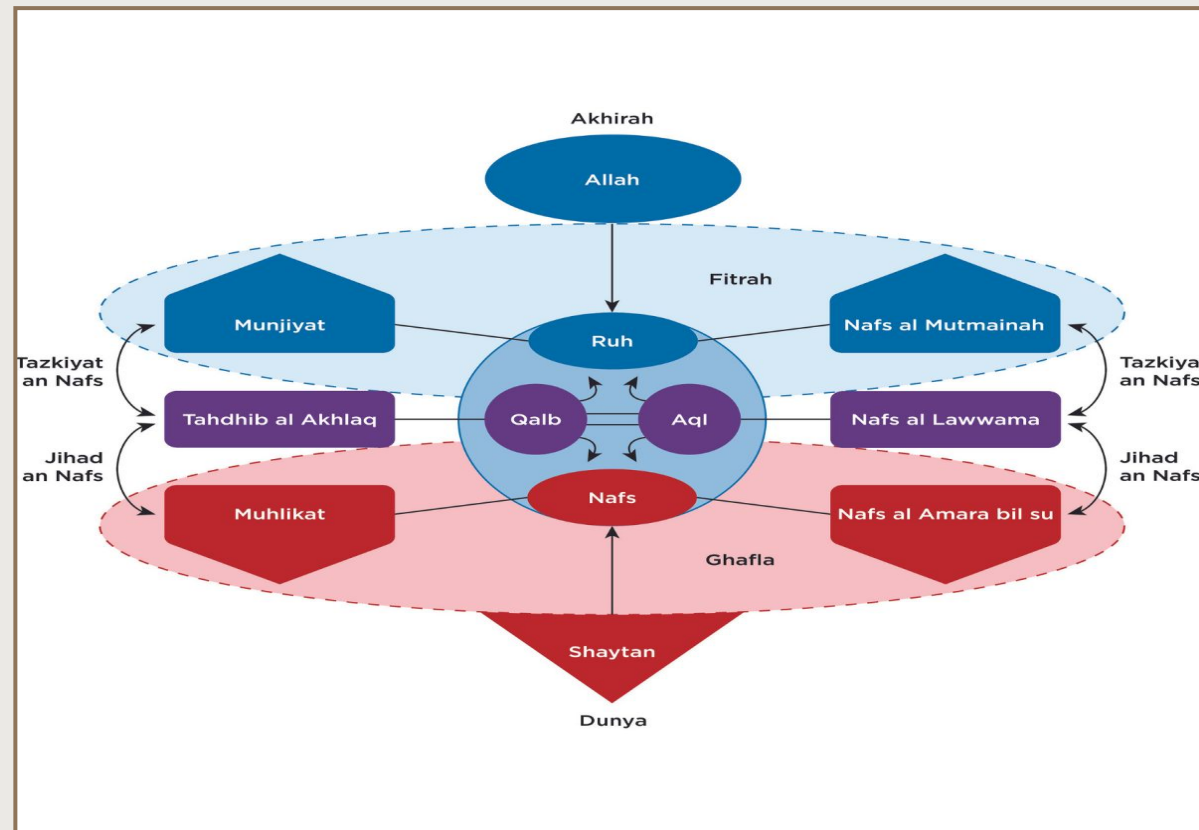 Akhirah
Allah
Fitrah
Munjiyat
Ruh
Nafs al Mutmainah
Tazkiyat
an Nafs
Tazkiya
an Nafs
Tahdhib al Akhlaq
Qalb
Aql
Nafs al Lawwama
Jihad
an Nafs
Jihad
an Nafs
Muhlikat
Nafs
Nafs al Amara bil su
Ghafla
Shaytan
Dunya